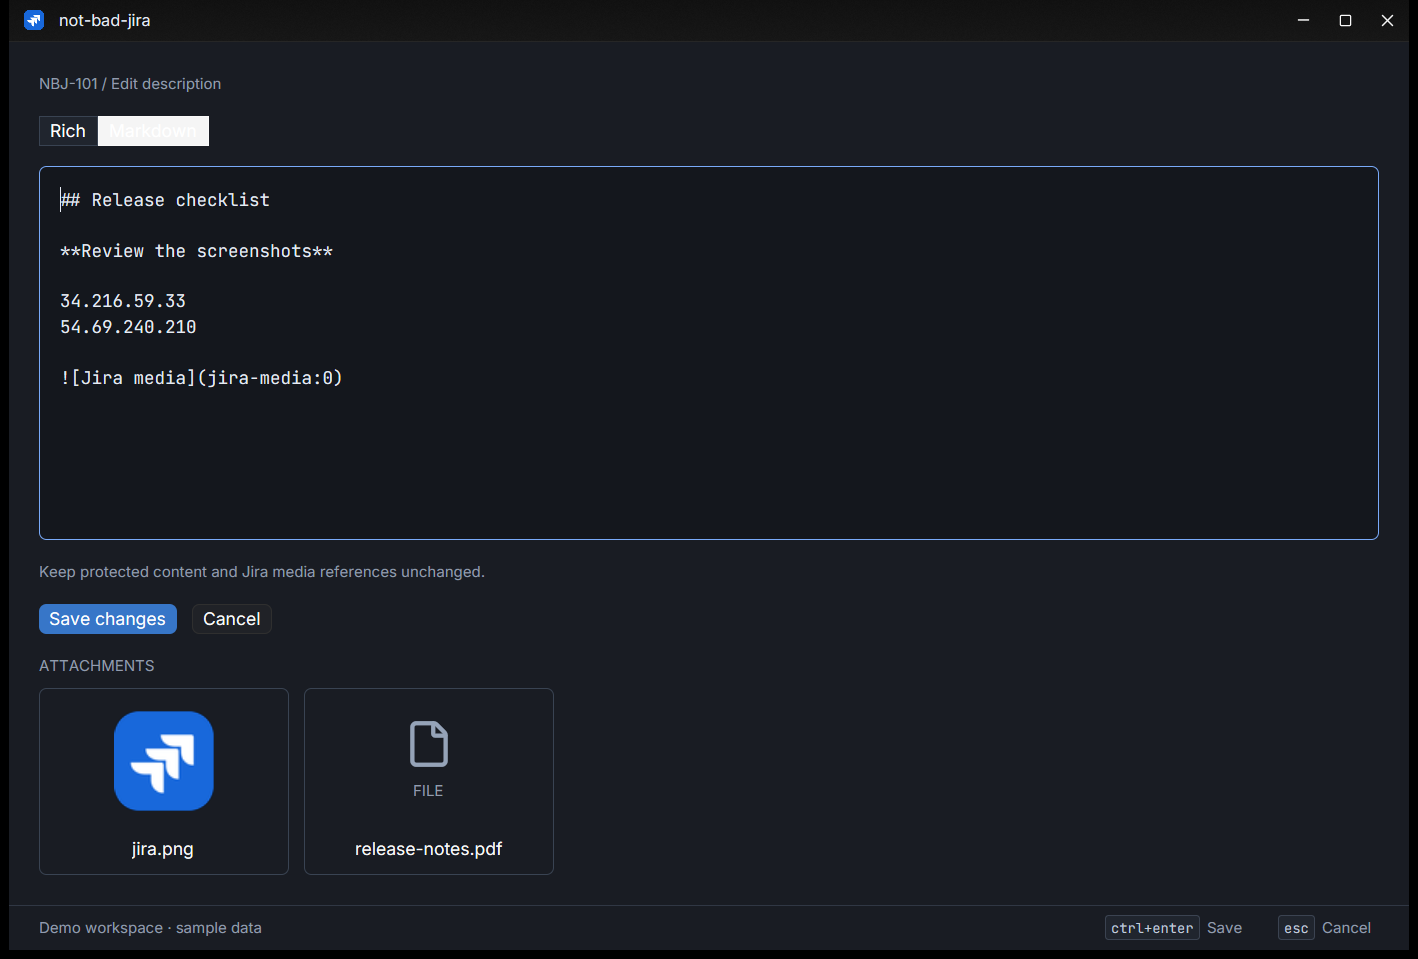 not-bad-jira
NBJ-101 / Edit description
Rich Markdown
## Release checklist
**Review the screenshots**
34.216.59.33
54.69.240.210
![Jira media](jira-media:0)
Keep protected content and Jira media references unchanged.
Save changes Cancel
ATTACHMENTS
FILE
jira.png release-notes.pdf
Demo workspace · sample data ctrl+enter Save esc Cancel